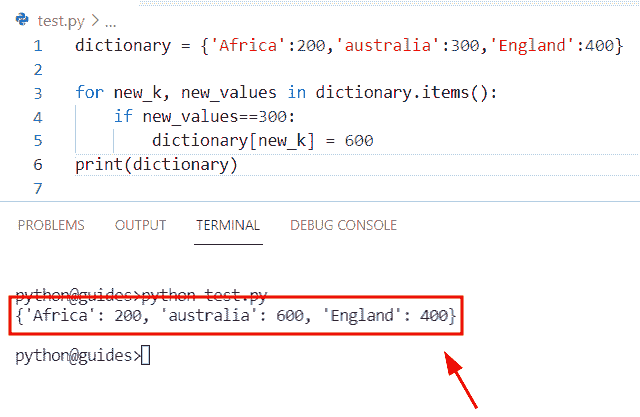 test.py > ...
1 dictionary = {'Africa':200,'australia':300,'England':400}
2
3 for new_k, new_values in dictionary.items():
4     if new_values==300:
5         dictionary[new_k] = 600
6 print(dictionary)
7
PROBLEMS OUTPUT TERMINAL DEBUG CONSOLE
python@guides>python test.py
{'Africa': 200, 'australia': 600, 'England': 400}
python@guides>